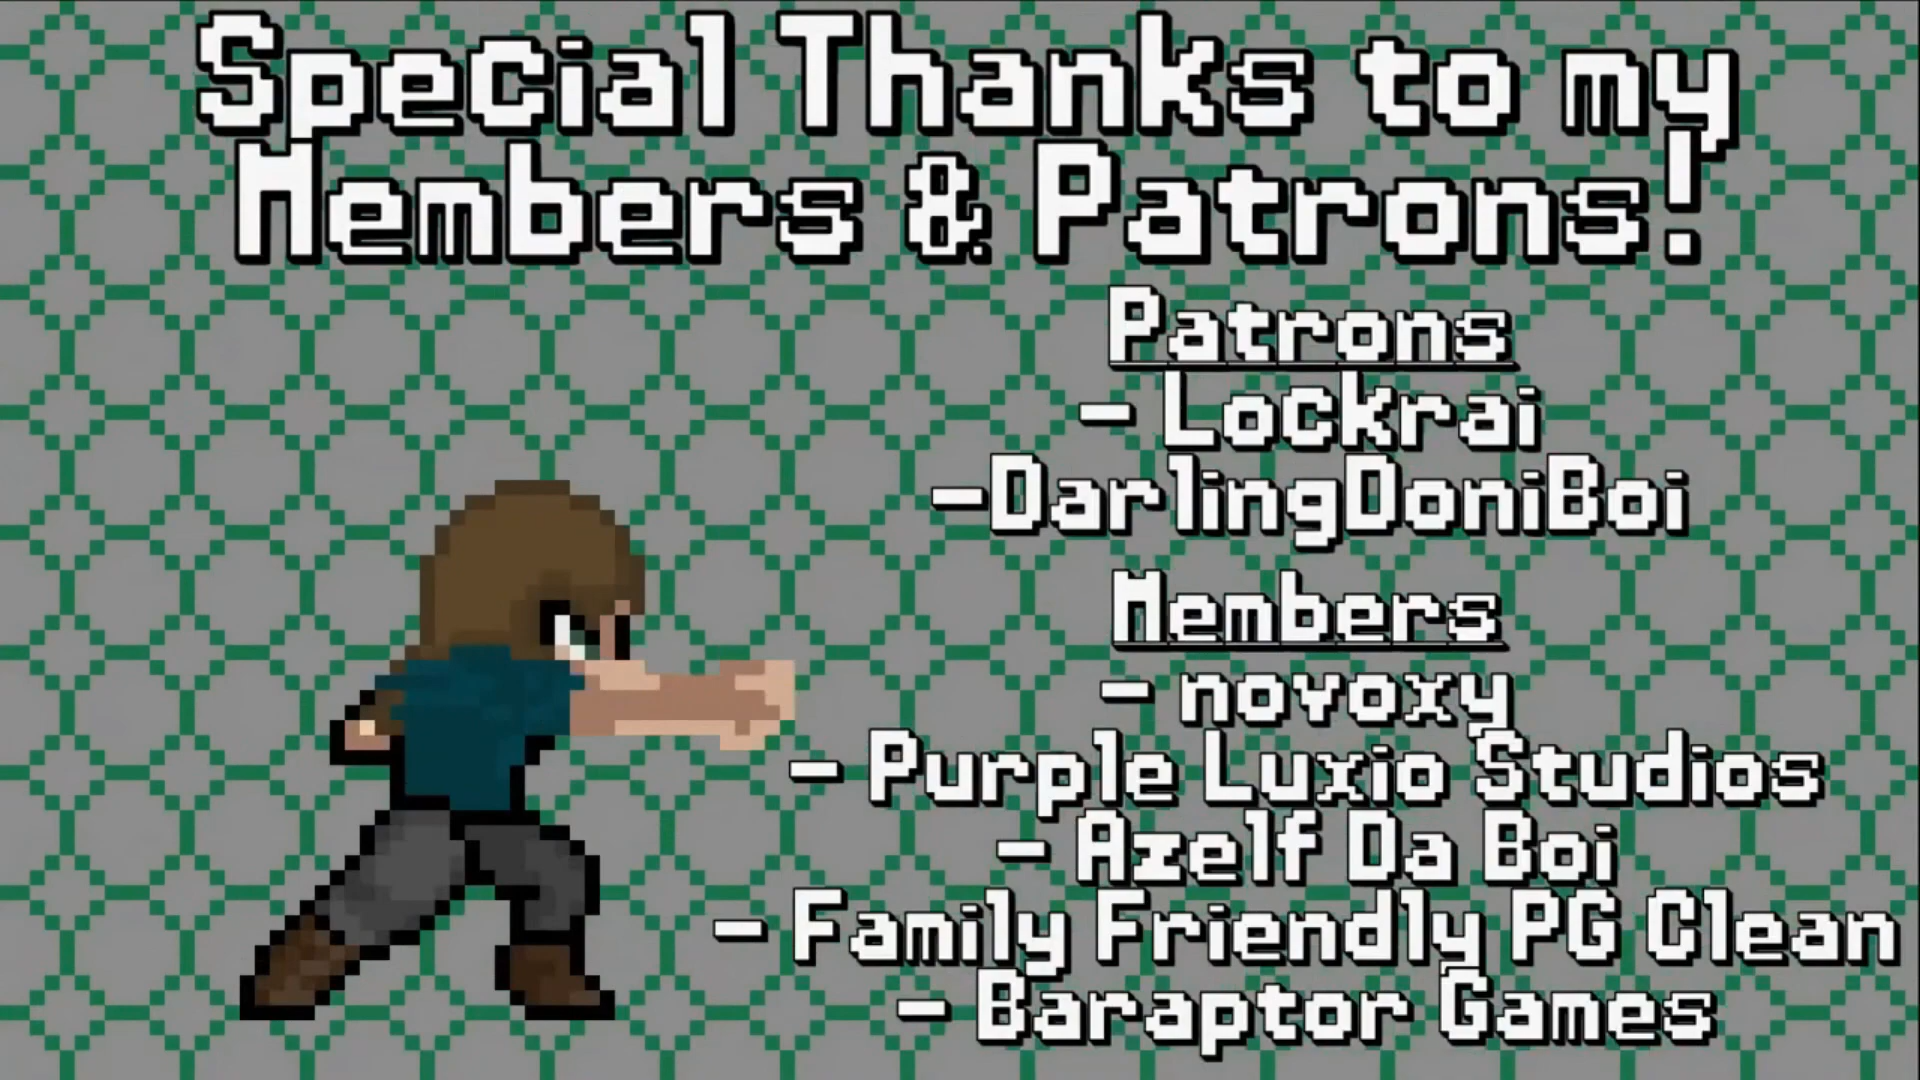 Special Thanks to my
Members & Patrons!
Patrons
- Lockrai
-DarlingDoniBoi
Members
- novoxy
- Purple Luxio Studios
- Azelf Da Boi
- Family Friendly PG Clean
- Baraptor Games